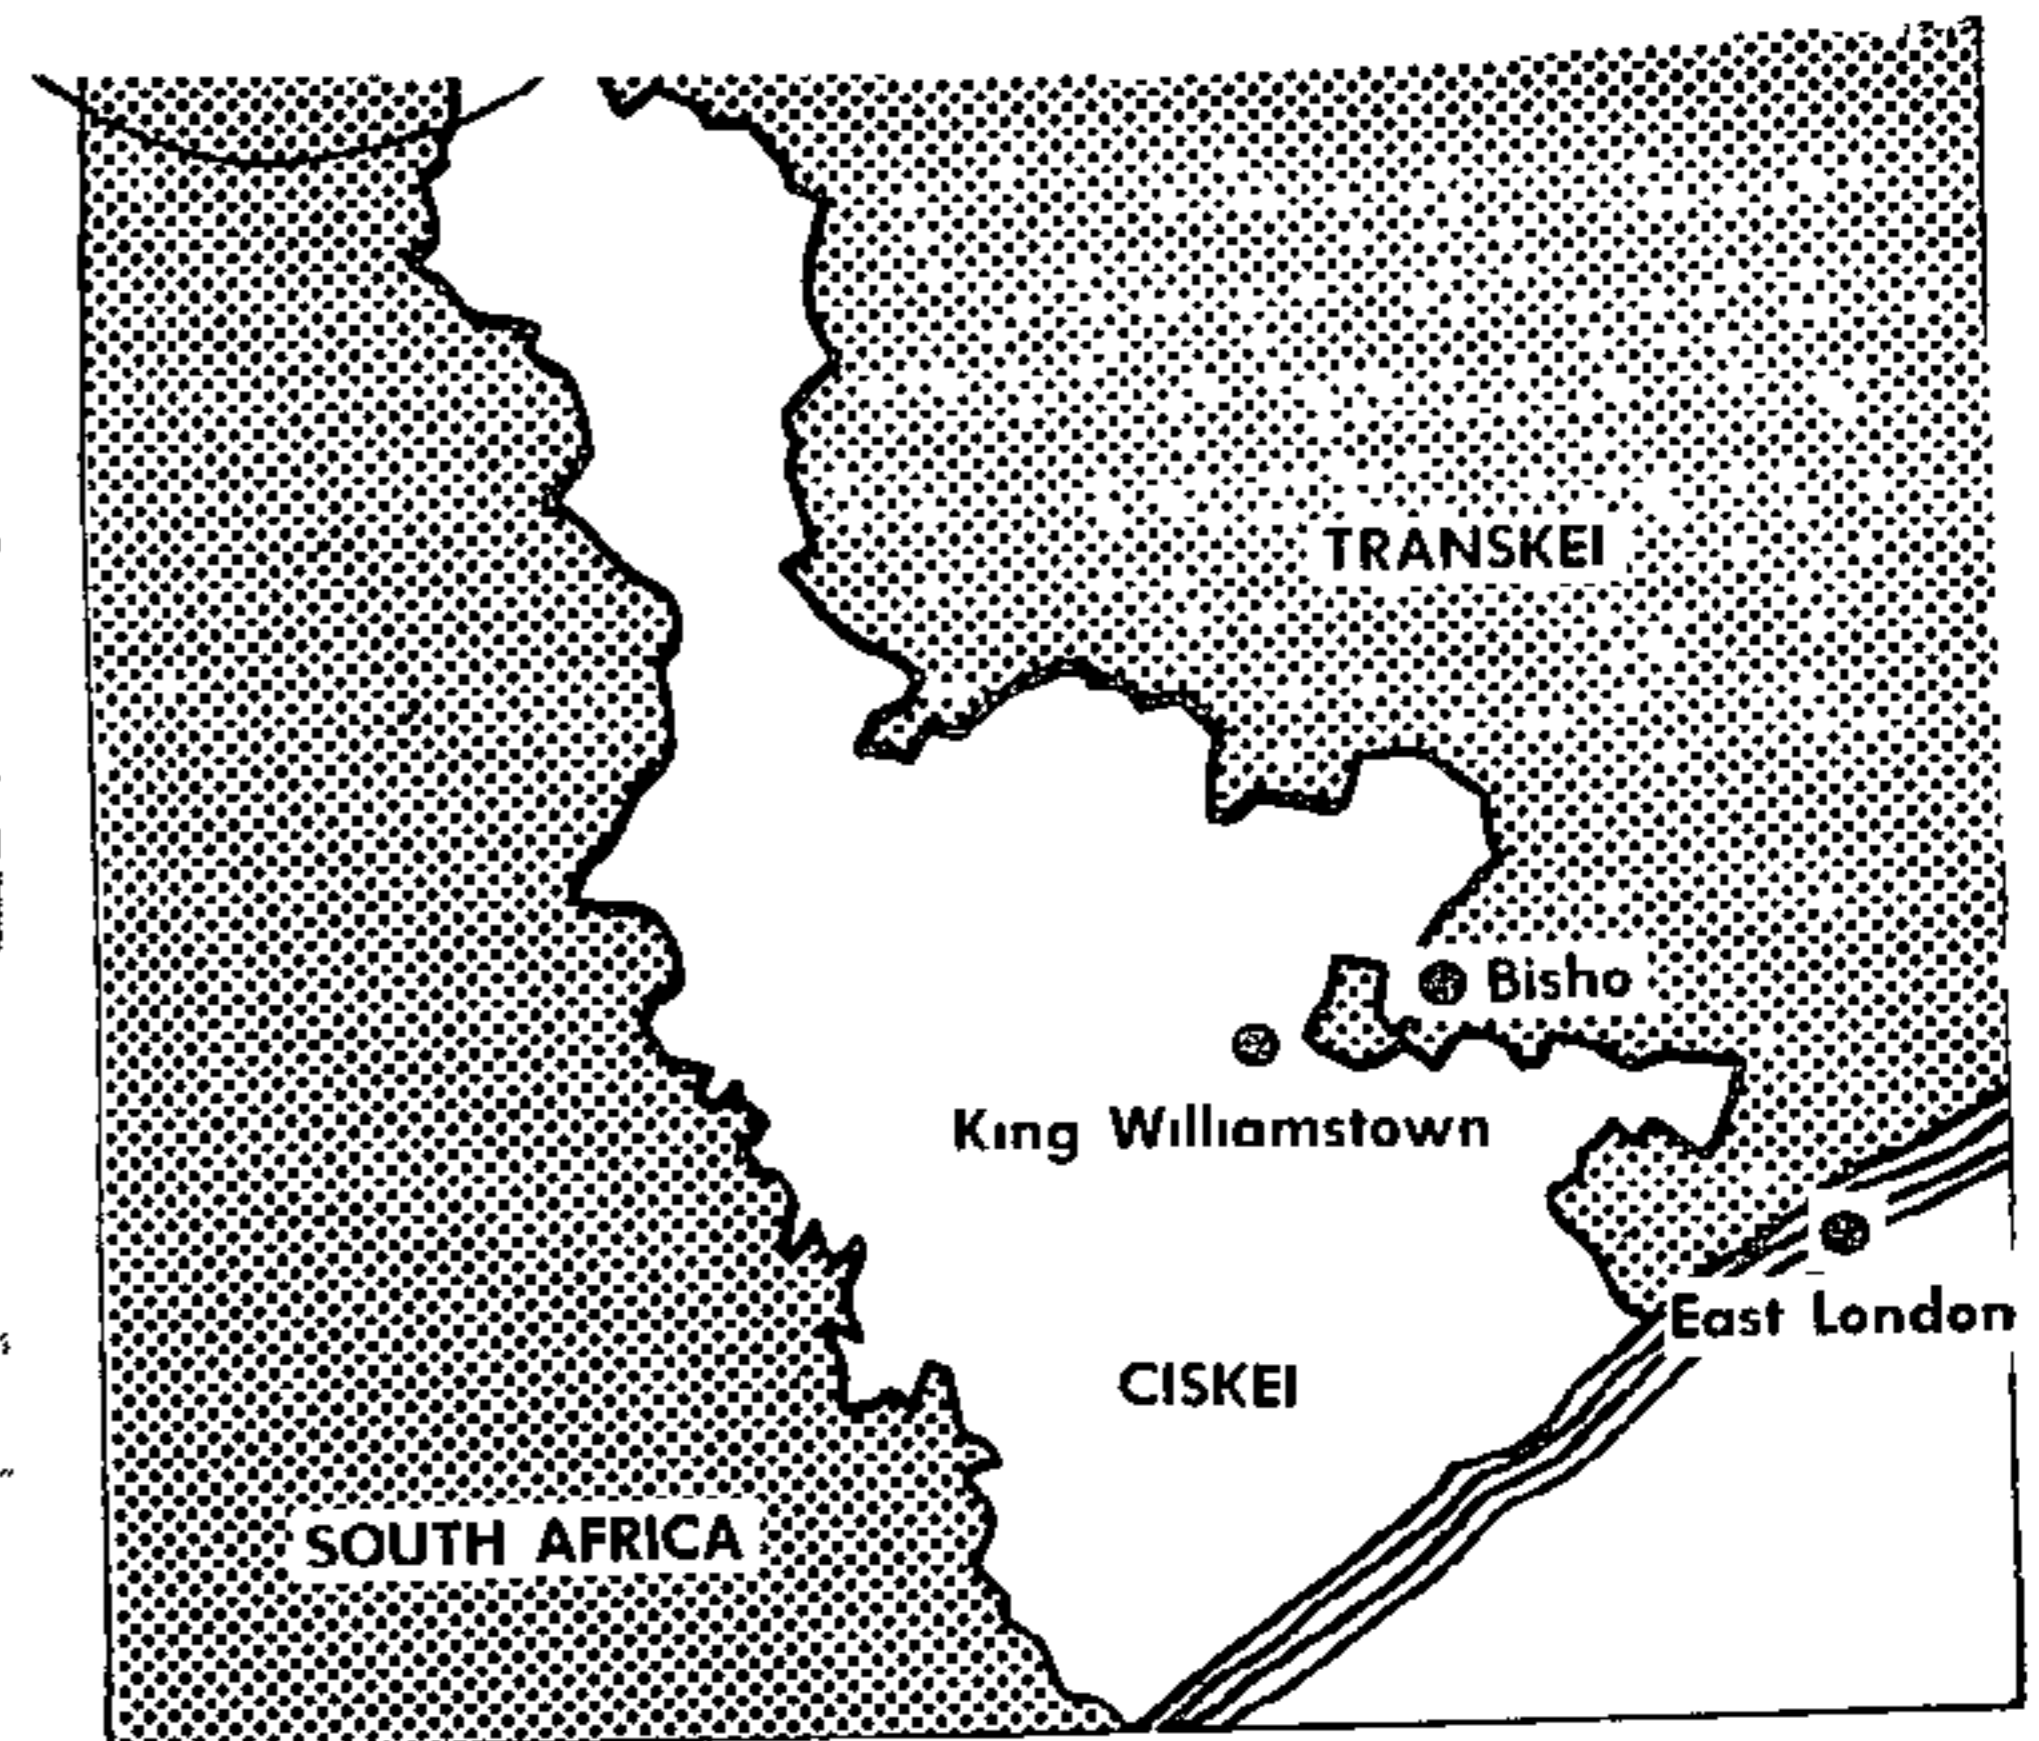 TRANSKEI
Bisho
King Williamstown
East London
CISKEI
SOUTH AFRICA